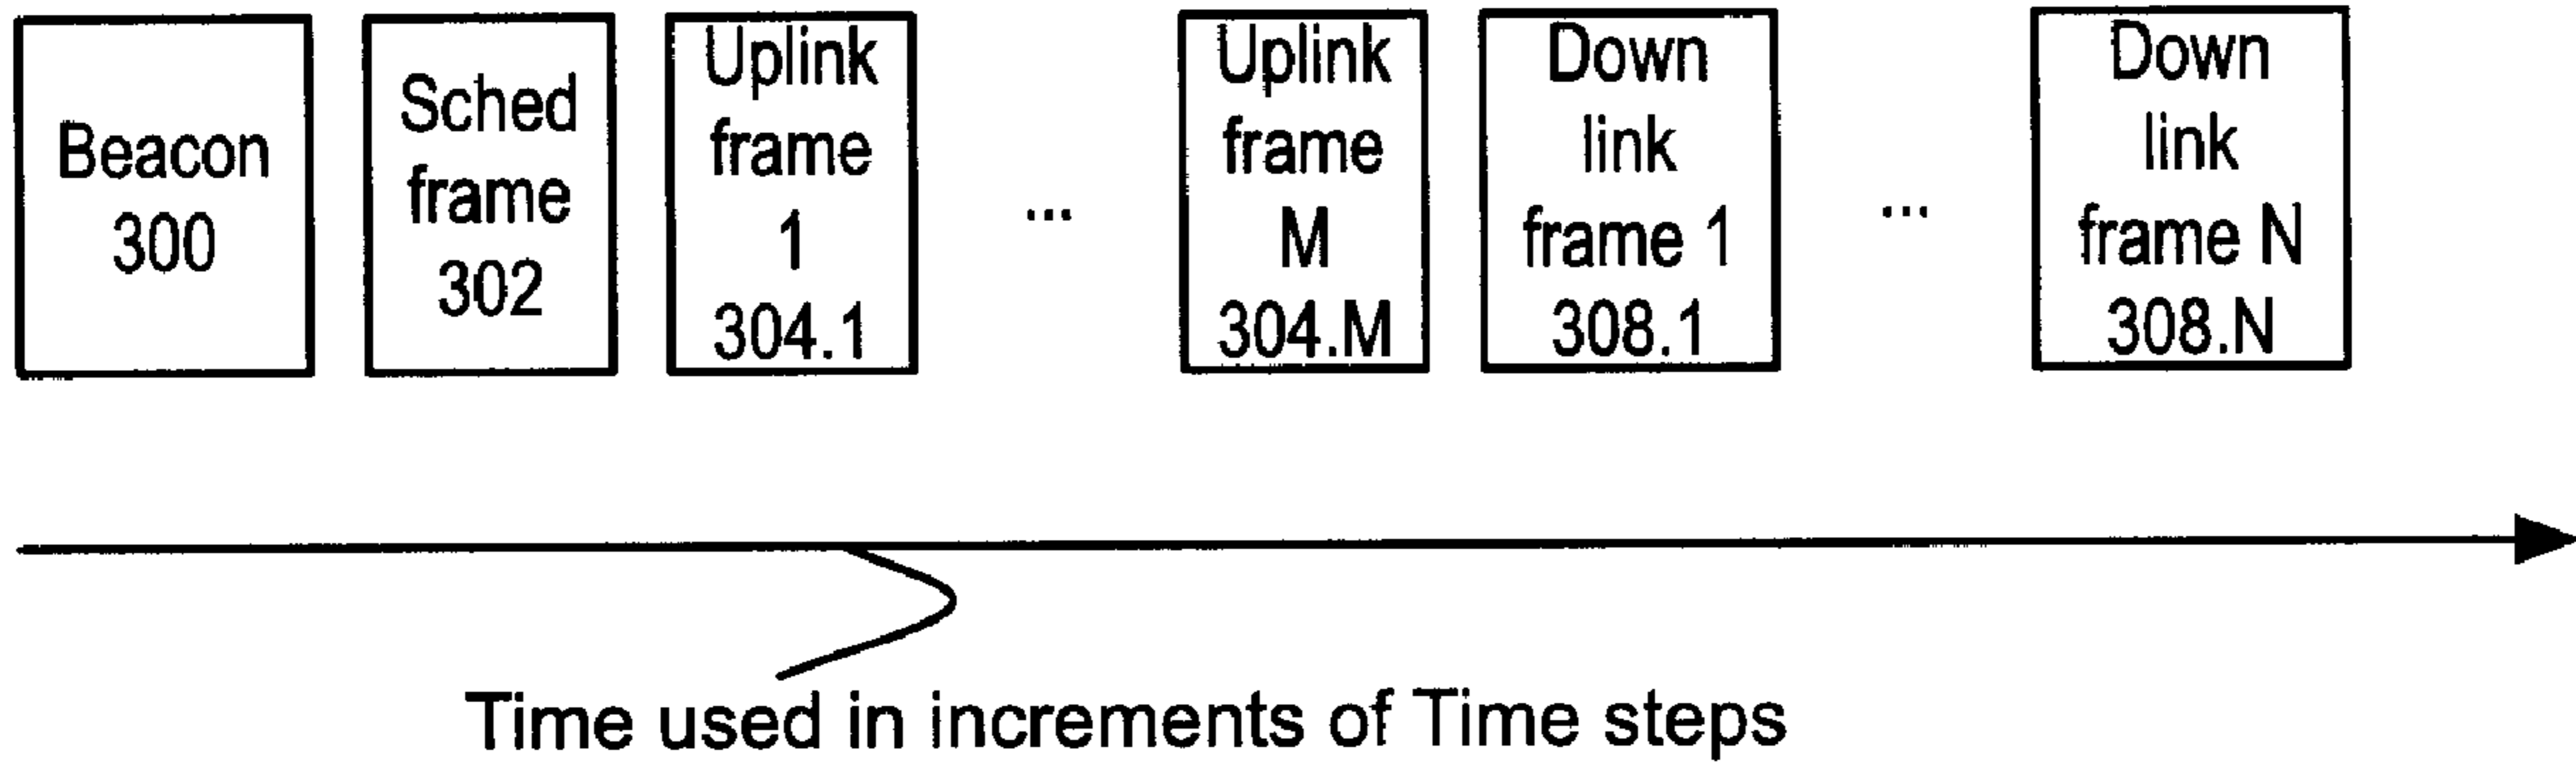 Beacon
300
Sched
frame
302
Uplink
frame
1
304.1
...
Uplink
frame
M
304.M
Down
link
frame 1
308.1
...
Down
link
frame N
308.N
Time used in increments of Time steps